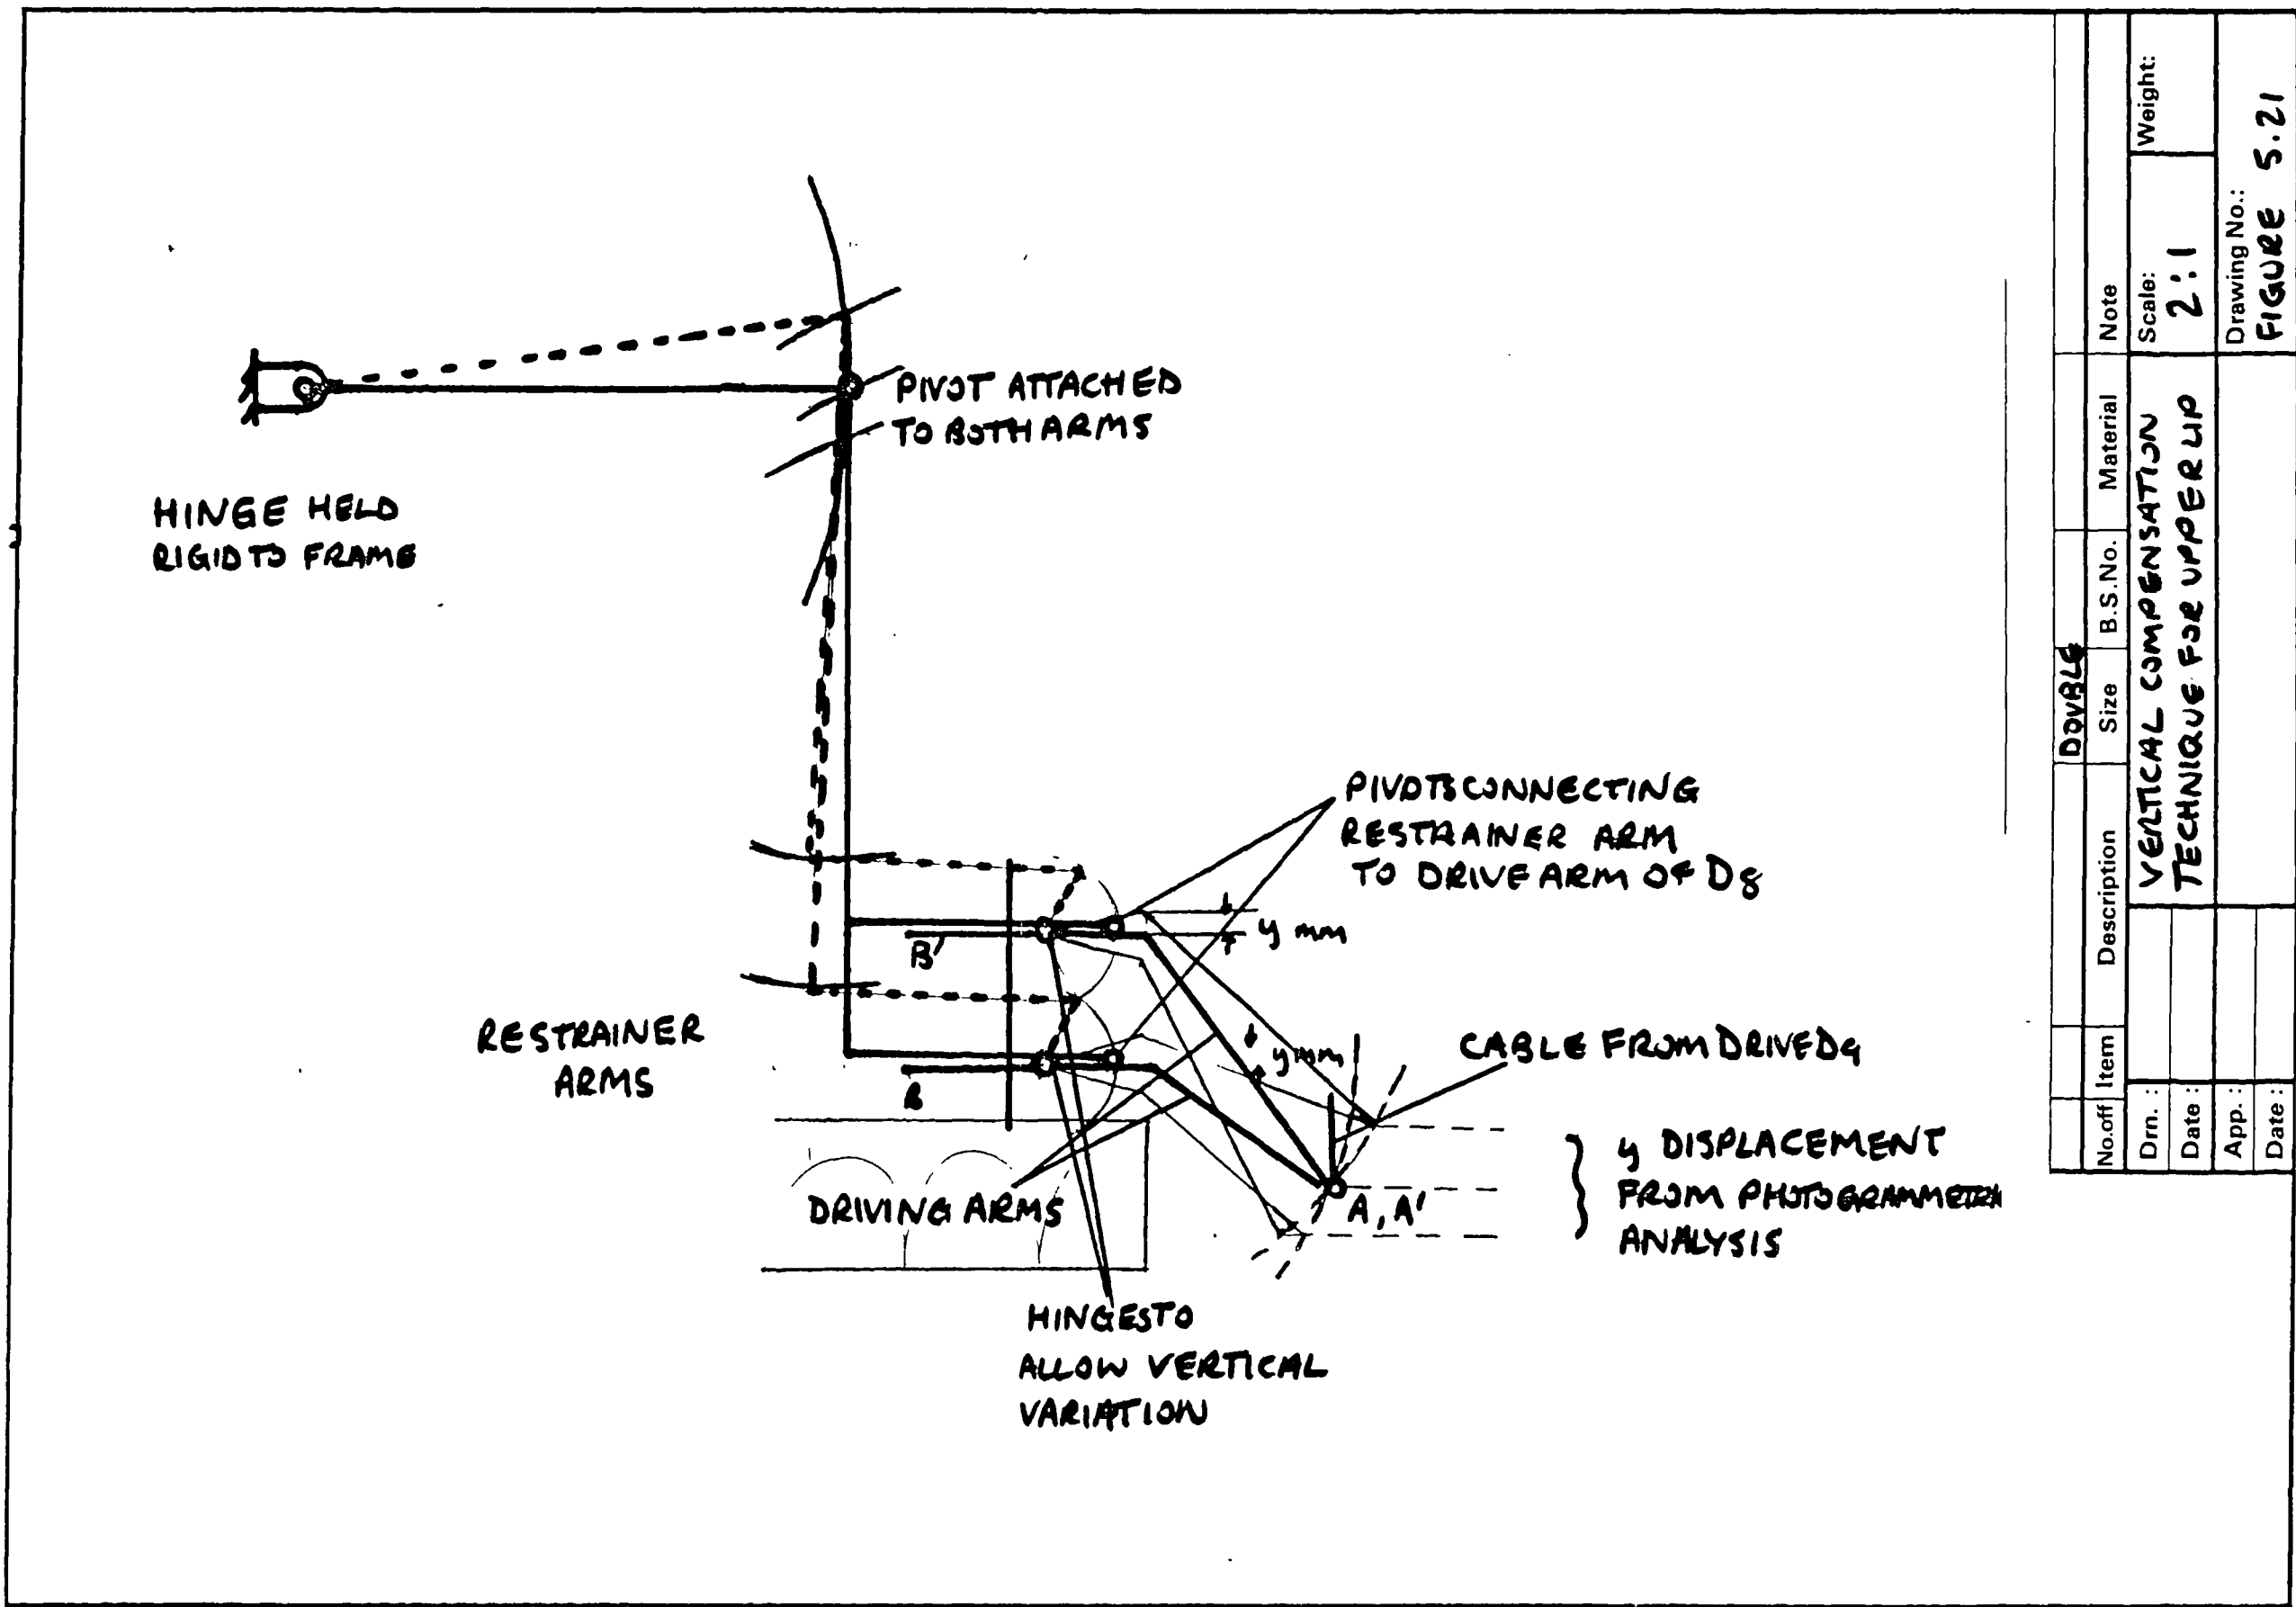 PIVOT ATTACHED
TO BOTH ARMS
HINGE HELD
RIGID TO FRAME
PIVOTS CONNECTING
RESTRAINER ARM
TO DRIVE ARM OF D8
y mm
B'
RESTRAINER
ARMS
y mm
CABLE FROM DRIVE D9
B
y DISPLACEMENT
FROM PHOTOGRAMMETRY
ANALYSIS
DRIVING ARMS
A, A'
HINGES TO
ALLOW VERTICAL
VARIATION
DOUBLE
No.off Item Description Size B.S.No. Material Note
Drn. :
Date :
App. :
Date :
VERTICAL COMPENSATION
TECHNIQUE FOR UPPER LIP
Scale:
2:1
Weight:
Drawing No.:
FIGURE 5.21